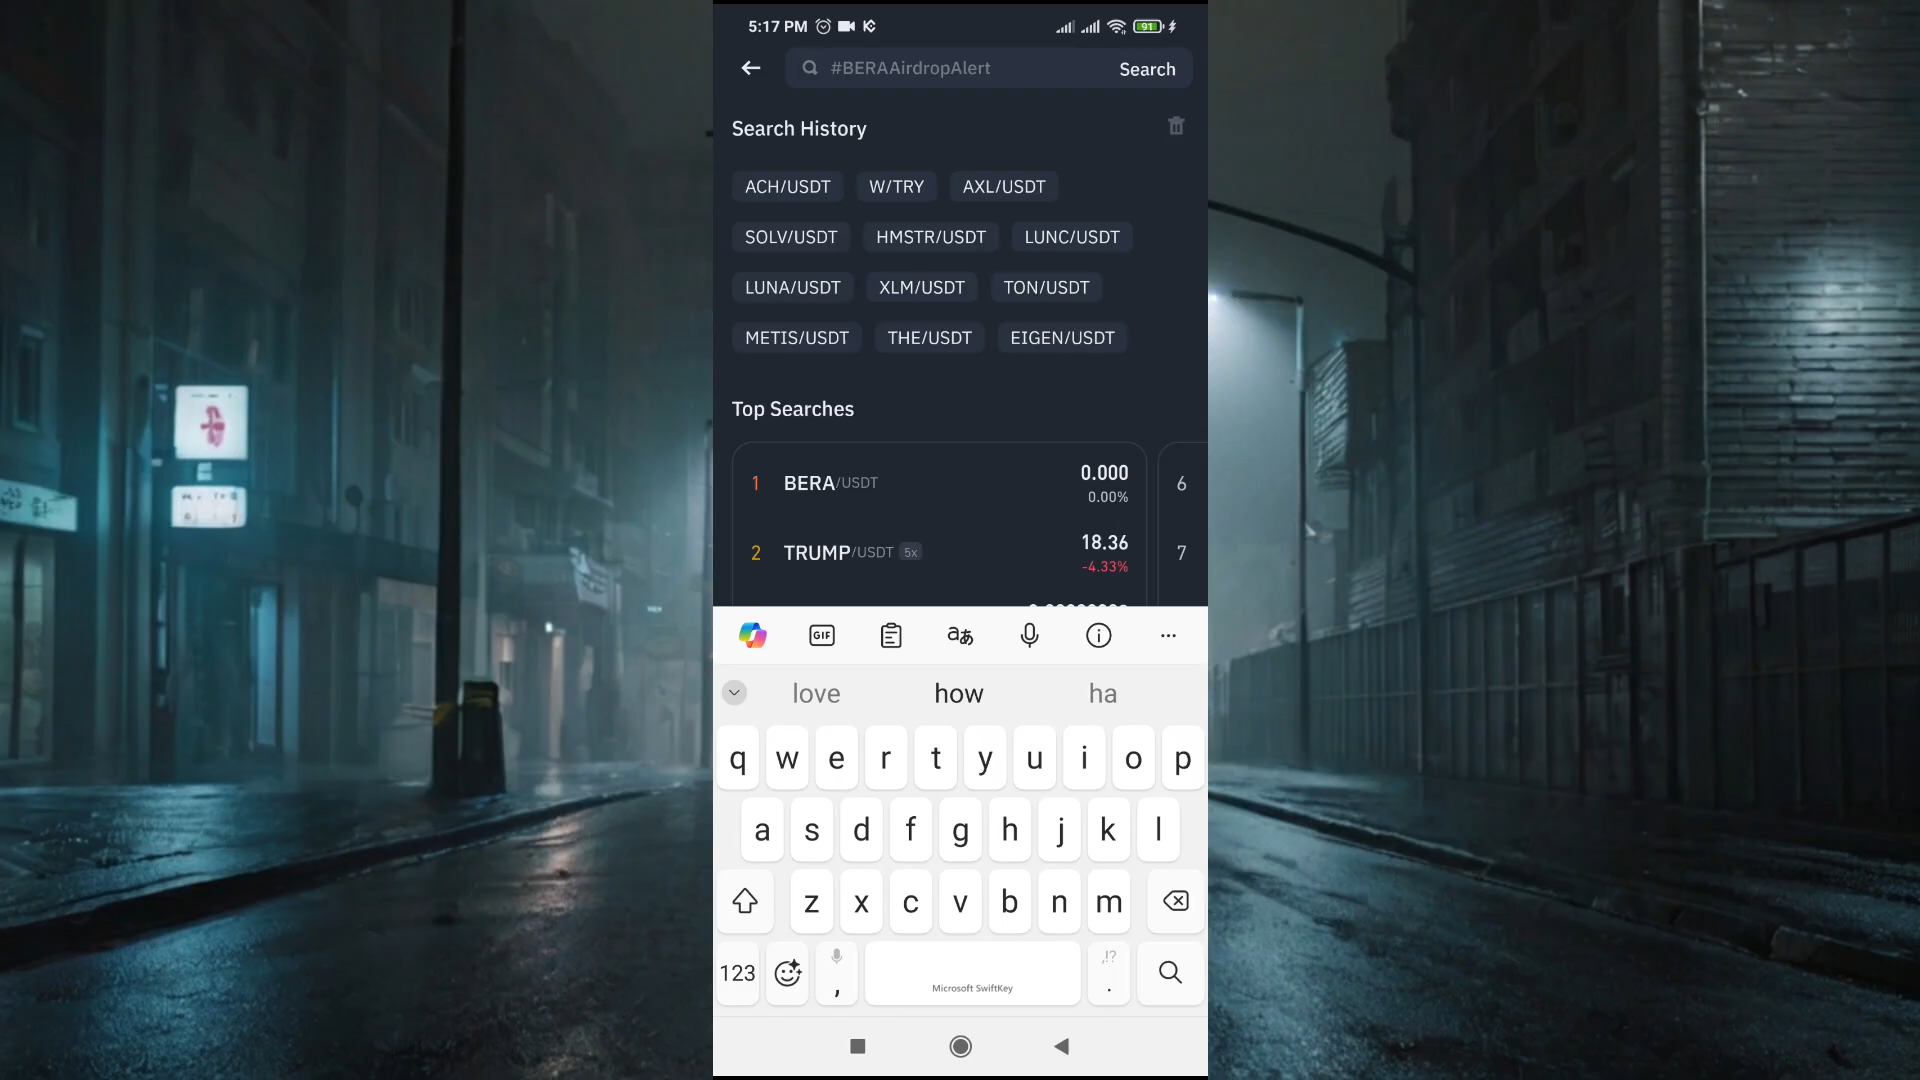 5:17 PM
91
#BERAAirdropAlert
Search
Search History
ACH/USDT W/TRY AXL/USDT
SOLV/USDT HMSTR/USDT LUNC/USDT
LUNA/USDT XLM/USDT TON/USDT
METIS/USDT THE/USDT EIGEN/USDT
Top Searches
1 BERA/USDT 0.000
0.00%
6
2 TRUMP/USDT 5x 18.36
-4.33%
7
GIF
love how ha
q w e r t y u i o p
a s d f g h j k l
z x c v b n m
123 , Microsoft SwiftKey ,!? .